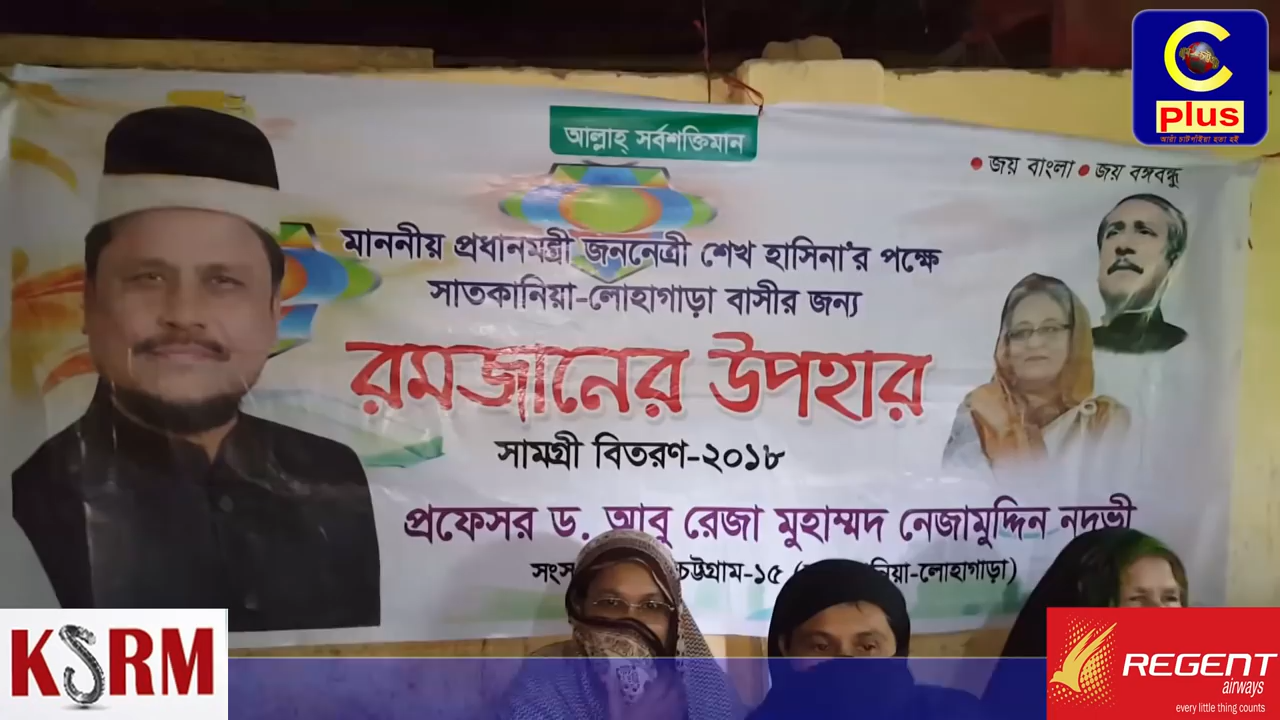 C
plus
আল্লাহ্ সর্বশক্তিমান
• জয় বাংলা • জয় বঙ্গবন্ধু
মাননীয় প্রধানমন্ত্রী জননেত্রী শেখ হাসিনা'র পক্ষে
সাতকানিয়া-লোহাগাড়া বাসীর জন্য
রমজানের উপহার
সামগ্রী বিতরণ-২০১৮
প্রফেসর ড. আবু রেজা মুহাম্মদ নেজামুদ্দিন নদভী
চট্টগ্রাম-১৫ লোহাগাড়া)
KSRM
REGENT
airways
every little thing counts